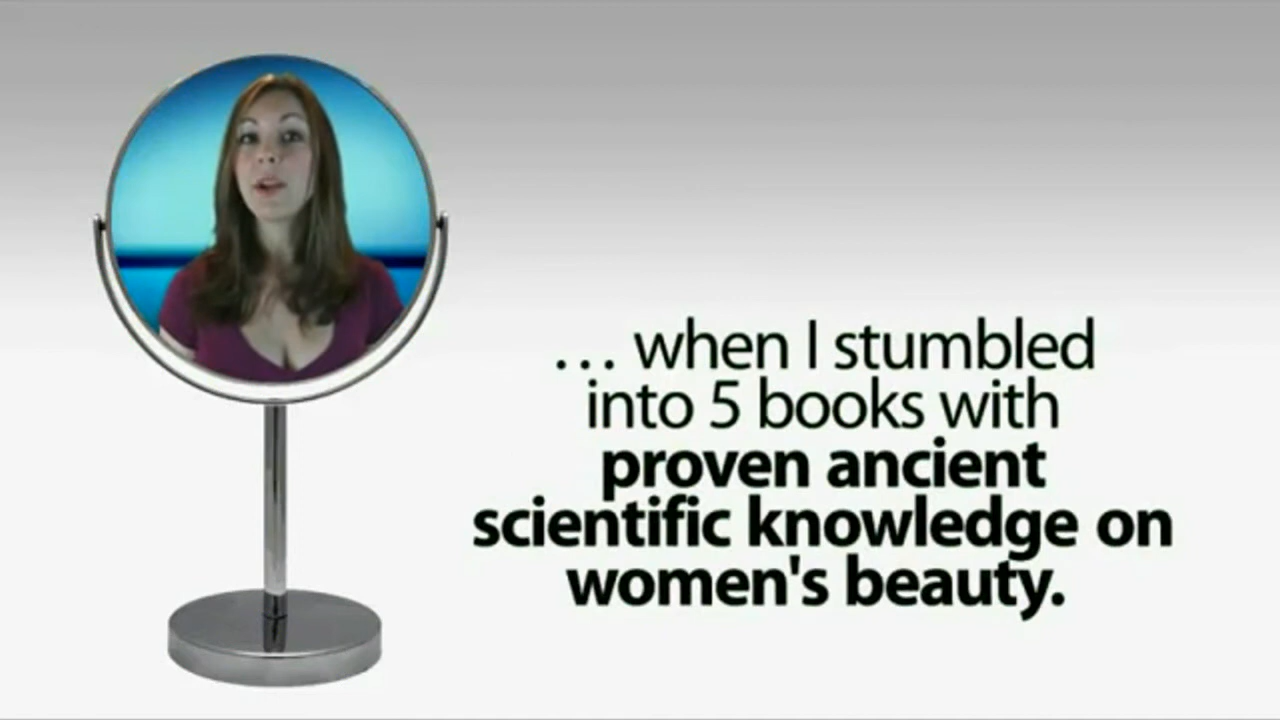 ... when I stumbled
into 5 books with
proven ancient
scientific knowledge on
women's beauty.